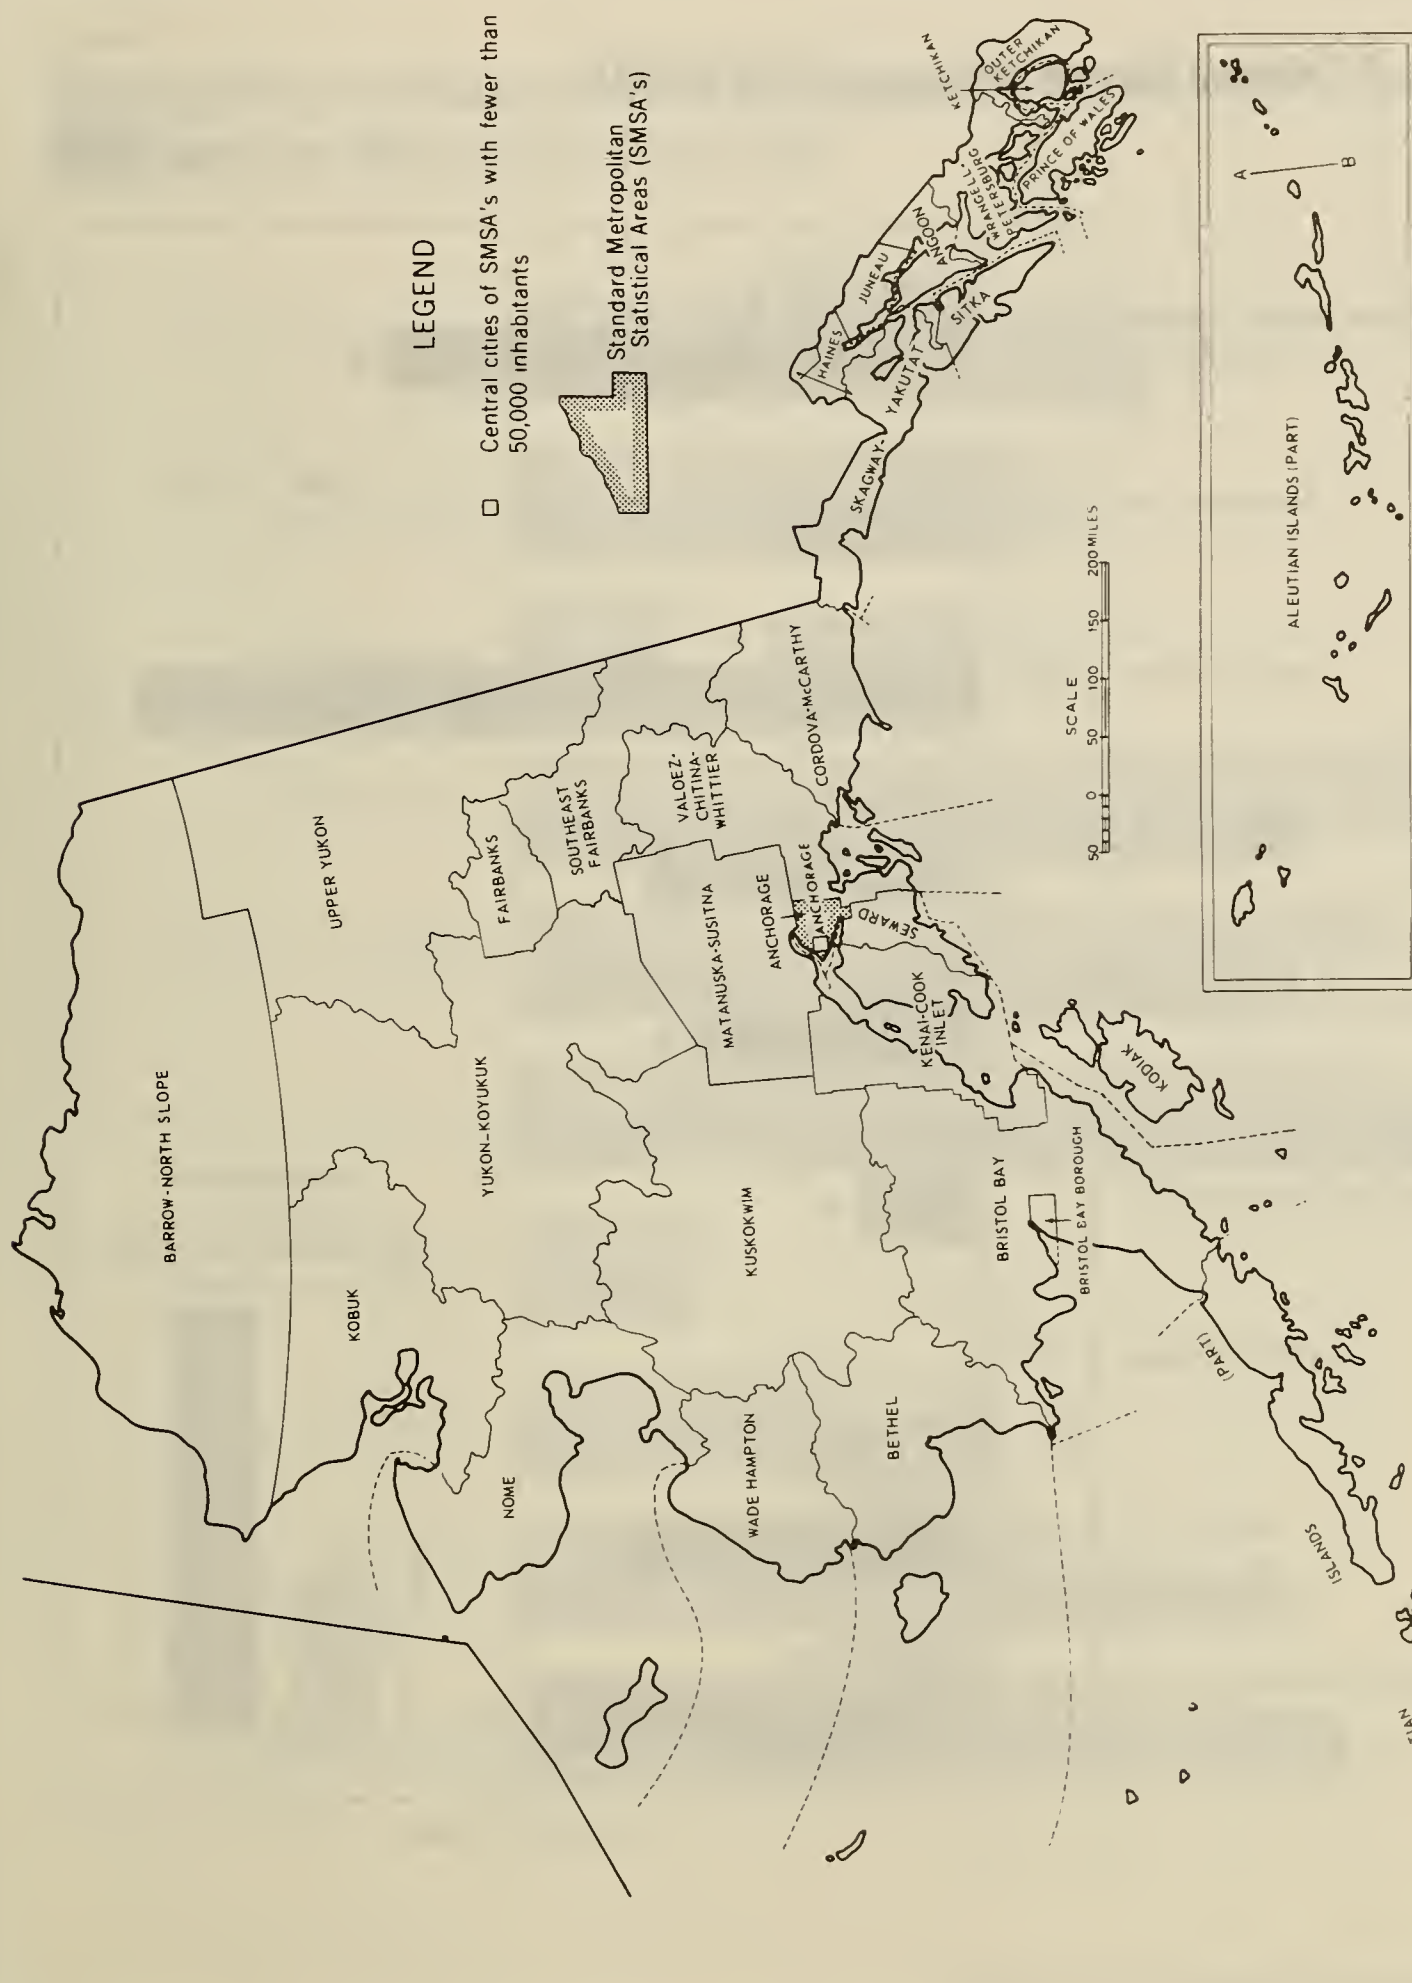 LEGEND
Central cities of SMSA's with fewer than
50,000 inhabitants
Standard Metropolitan
Statistical Areas (SMSA's)
BARROW-NORTH SLOPE
UPPER YUKON
KOBUK
YUKON-KOYUKUK
FAIRBANKS
SOUTHEAST
FAIRBANKS
NOME
VALOEZ-
CHITINA-
WHITTIER
MATANUSKA-SUSITNA
KUSKOKWIM
WADE HAMPTON
ANCHORAGE
ANCHORAGE
CORDOVA-McCARTHY
SEWARD
KENAI-COOK
INLET
BETHEL
BRISTOL BAY
BRISTOL BAY BOROUGH
KODIAK
SKAGWAY-
YAKUTAT
HAINES
JUNEAU
ANGOON
SITKA
WRANGELL-
PETERSBURG
PRINCE OF WALES
OUTER
KETCHIKAN
KETCHIKAN
SCALE
50 0 50 100 150 200 MILES
ISLANDS
(PART)
ALEUTIAN ISLANDS (PART)
A
B